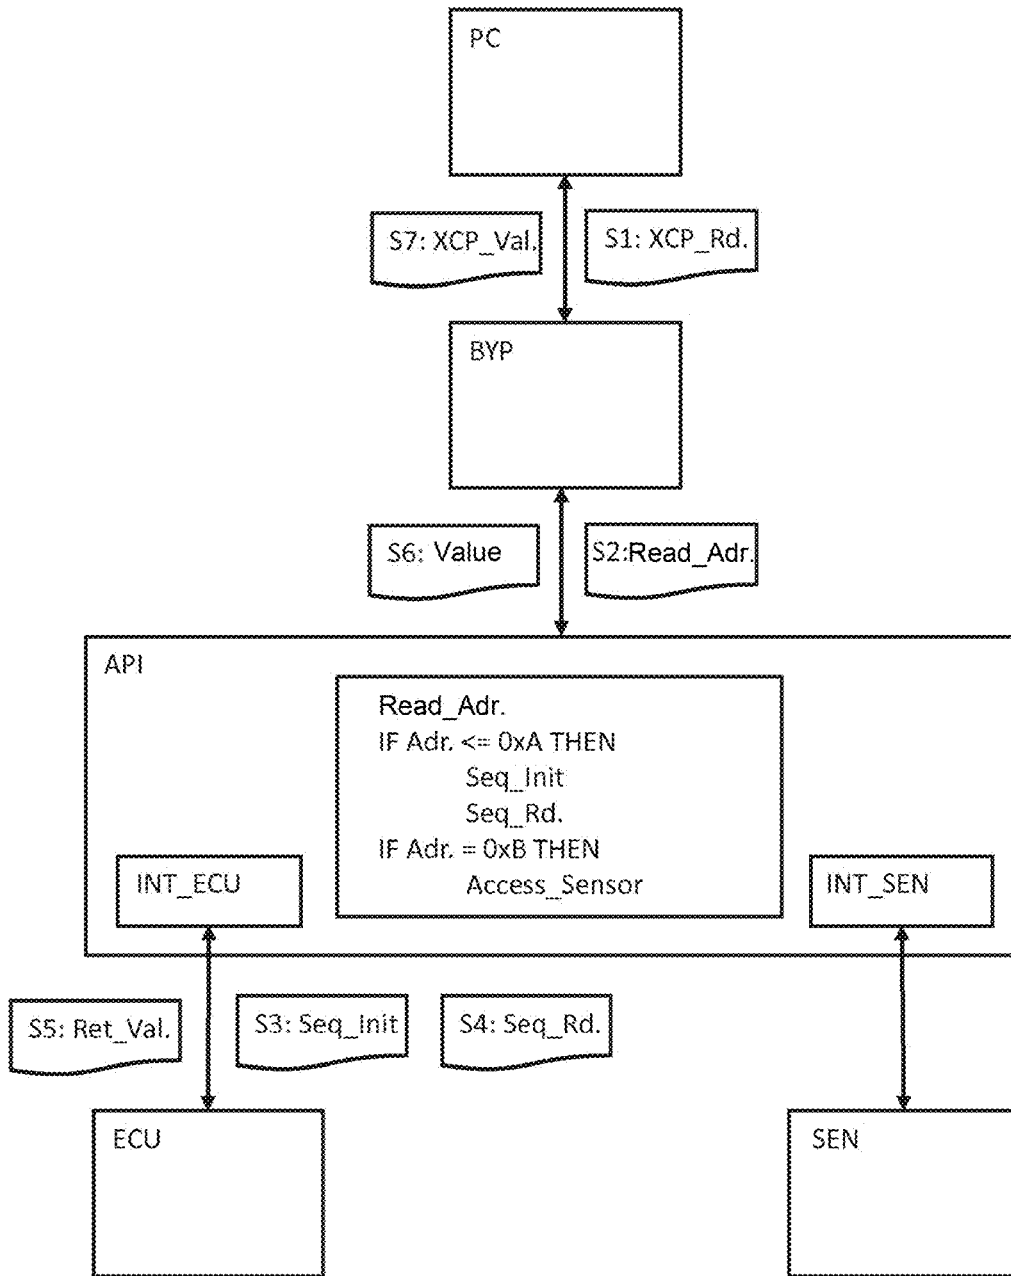 PC
S7: XCP_Val.
S1: XCP_Rd.
BYP
S6: Value
S2:Read_Adr.
API
Read_Adr.
IF Adr. <= 0xA THEN
Seq_Init
Seq_Rd.
IF Adr. = 0xB THEN
Access_Sensor
INT_ECU
INT_SEN
S5: Ret_Val.
S3: Seq_Init
S4: Seq_Rd.
ECU
SEN